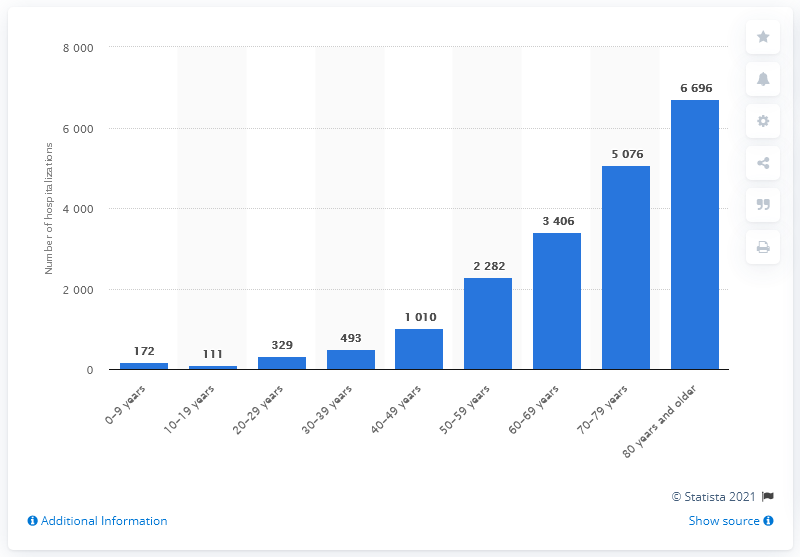 Number of hospitalizations
8 000
6 000
4 000
2 000
0
172
111
329
493
1 010
2 282
3 406
5 076
6 696
0–9 years
10–19 years
20–29 years
30–39 years
40–49 years
50–59 years
60–69 years
70–79 years
80 years and older
© Statista 2021
Additional Information
Show source